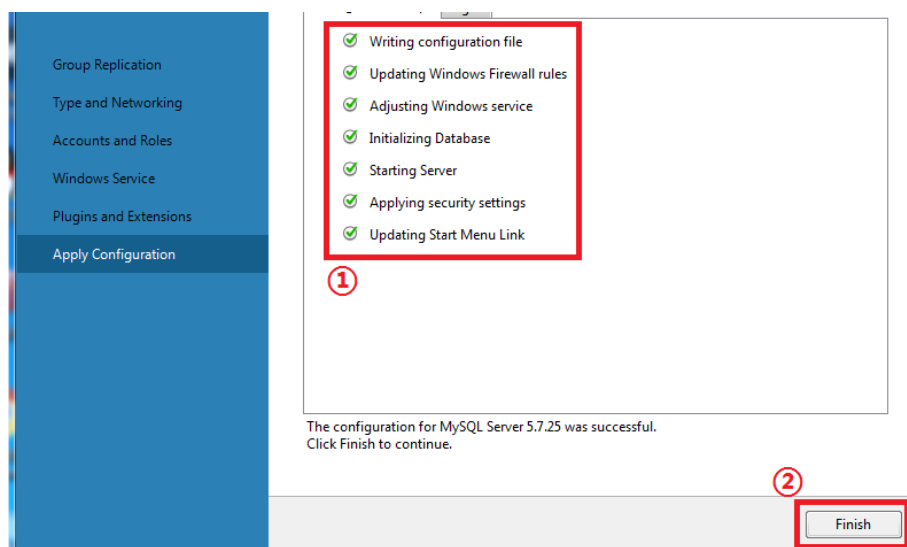 Group Replication
Type and Networking
Accounts and Roles
Windows Service
Plugins and Extensions
Apply Configuration
Writing configuration file
Updating Windows Firewall rules
Adjusting Windows service
Initializing Database
Starting Server
Applying security settings
Updating Start Menu Link
①
The configuration for MySQL Server 5.7.25 was successful.
Click Finish to continue.
②
Finish